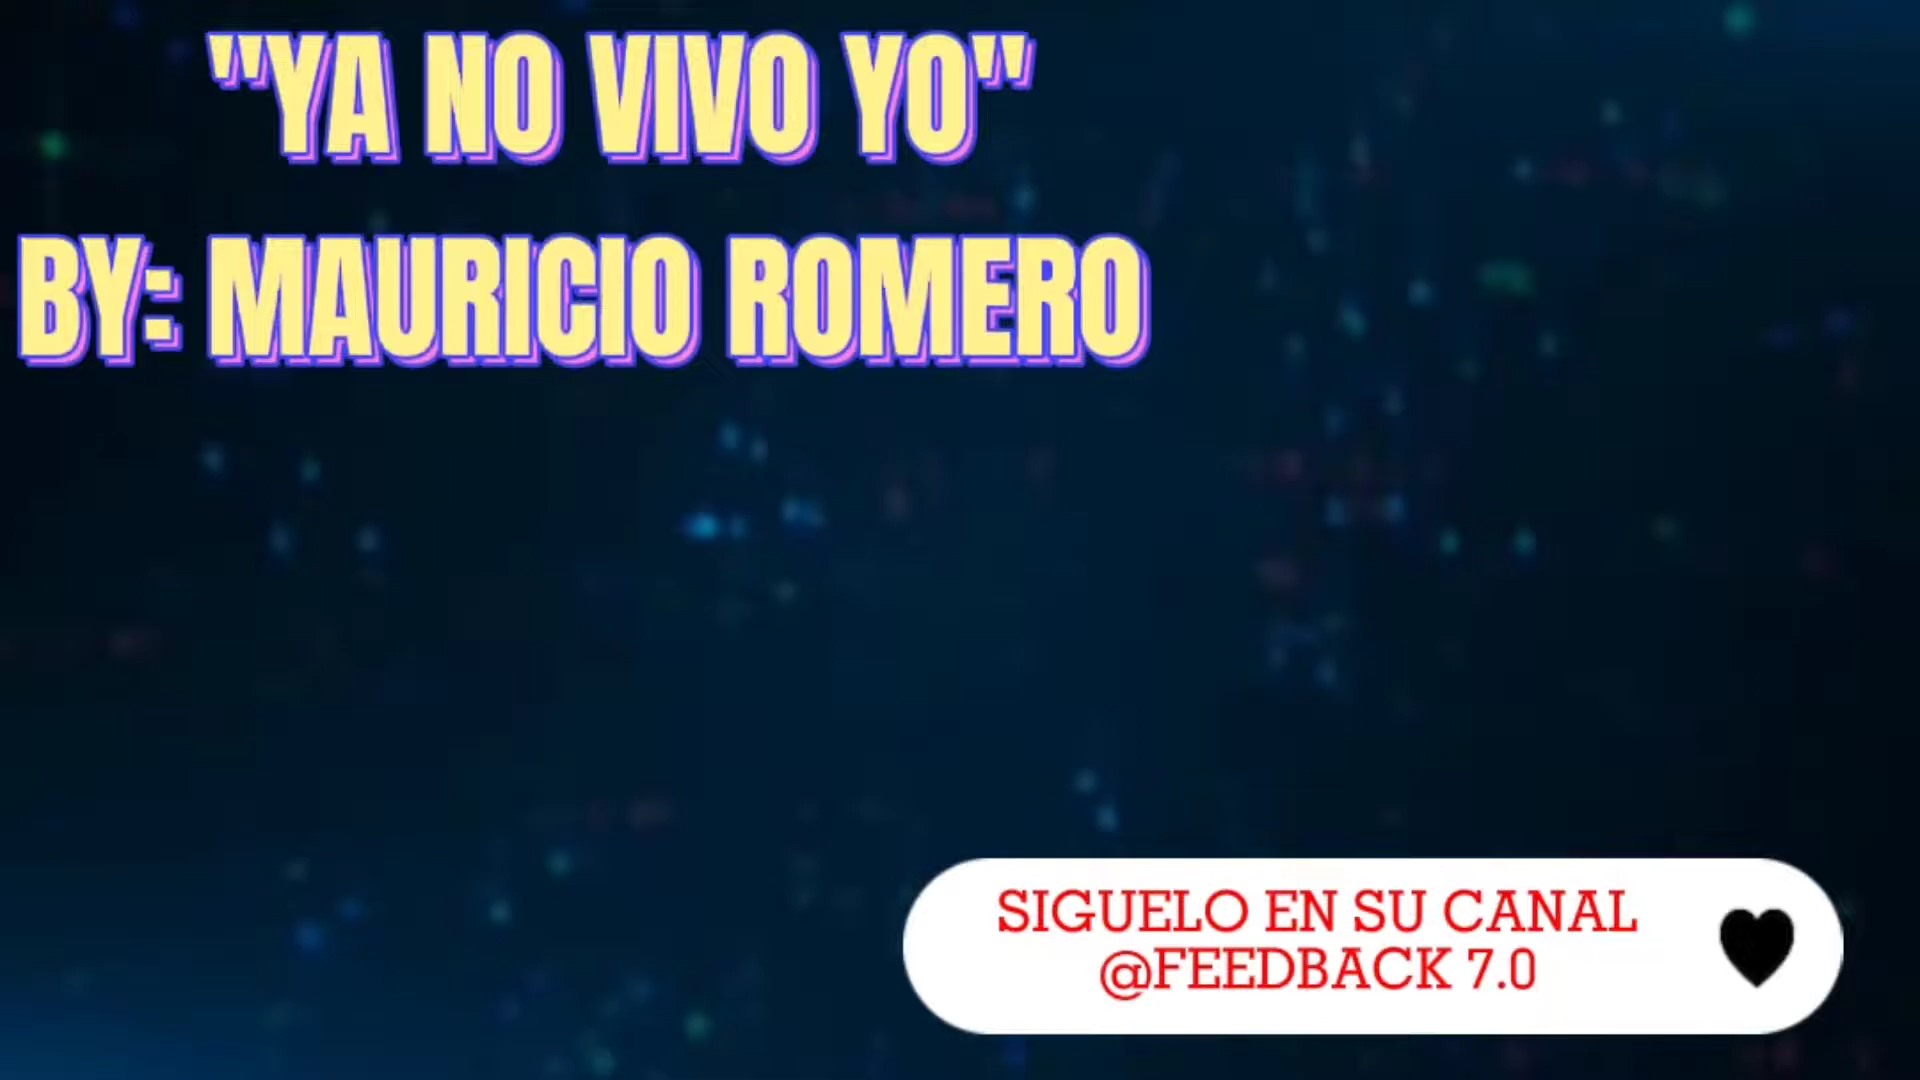 "YA NO VIVO YO"
BY: MAURICIO ROMERO
SIGUELO EN SU CANAL
@FEEDBACK 7.0